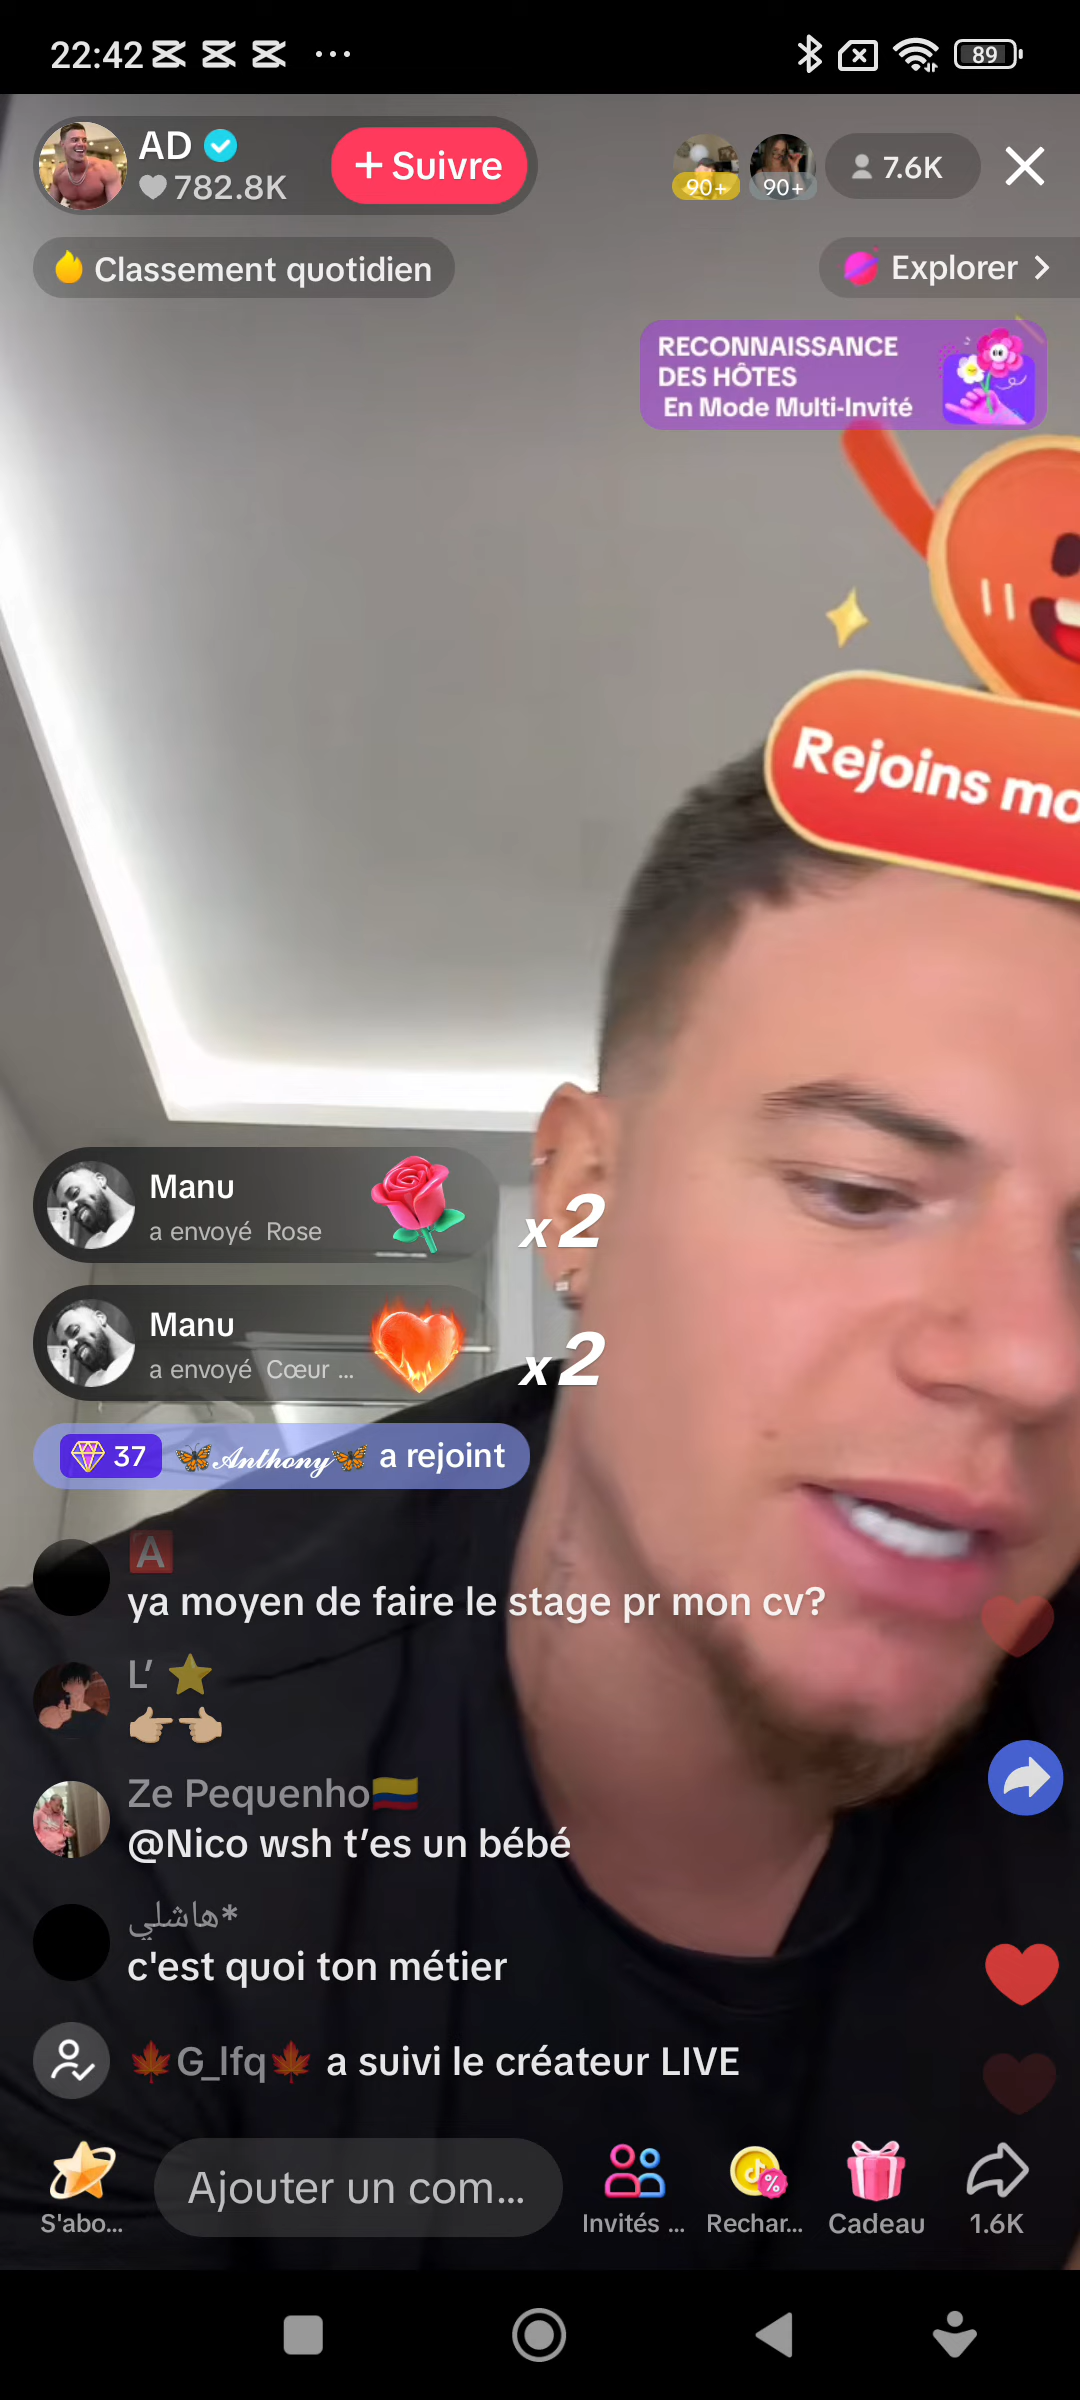 22:42
89
AD
782.8K
+ Suivre
90+
90+
7.6K
Classement quotidien
Explorer
RECONNAISSANCE
DES HÔTES
En Mode Multi-Invité
Rejoins mo
Manu
a envoyé Rose
x2
Manu
a envoyé Cœur ...
x2
37 🦋𝓐𝓷𝓽𝓱𝓸𝓷𝔂🦋 a rejoint
🅰
ya moyen de faire le stage pr mon cv?
L’ ⭐
👉🏼👈🏼
Ze Pequenho🇨🇴
@Nico wsh t’es un bébé
هاشلي*
c'est quoi ton métier
🍁G_lfq🍁 a suivi le créateur LIVE
S'abo...
Ajouter un com...
Invités ...
Rechar...
Cadeau
1.6K